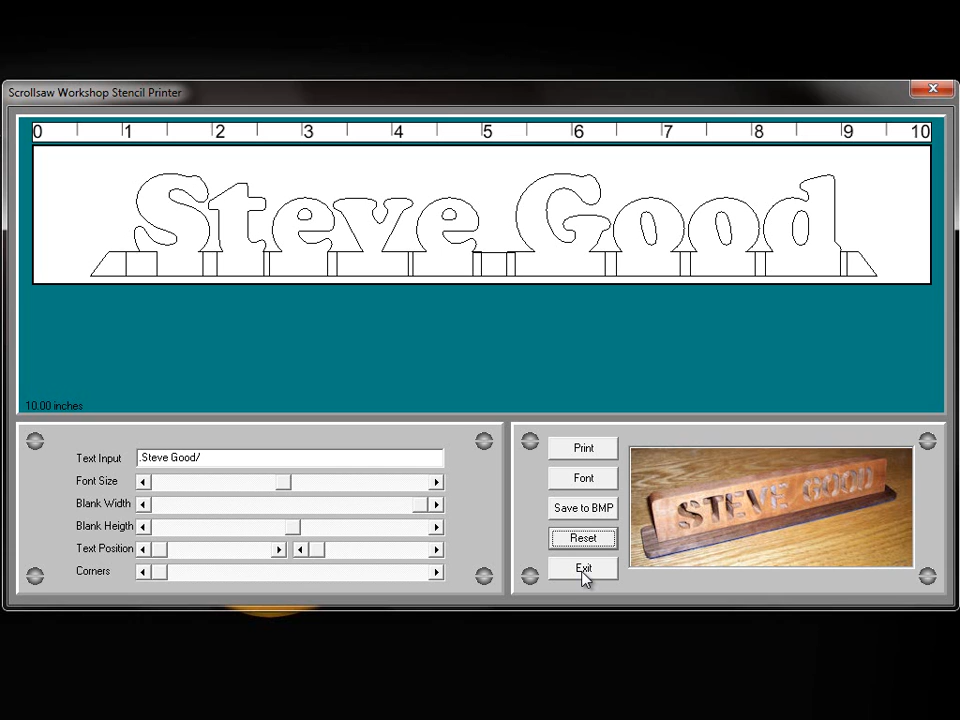 Scrollsaw Workshop Stencil Printer
0 1 2 3 4 5 6 7 8 9 10
Steve Good
10.00 inches
Text Input .Steve Good/
Font Size
Blank Width
Blank Heigth
Text Position
Corners
Print
Font
Save to BMP
Reset
Exit
STEVE GOOD